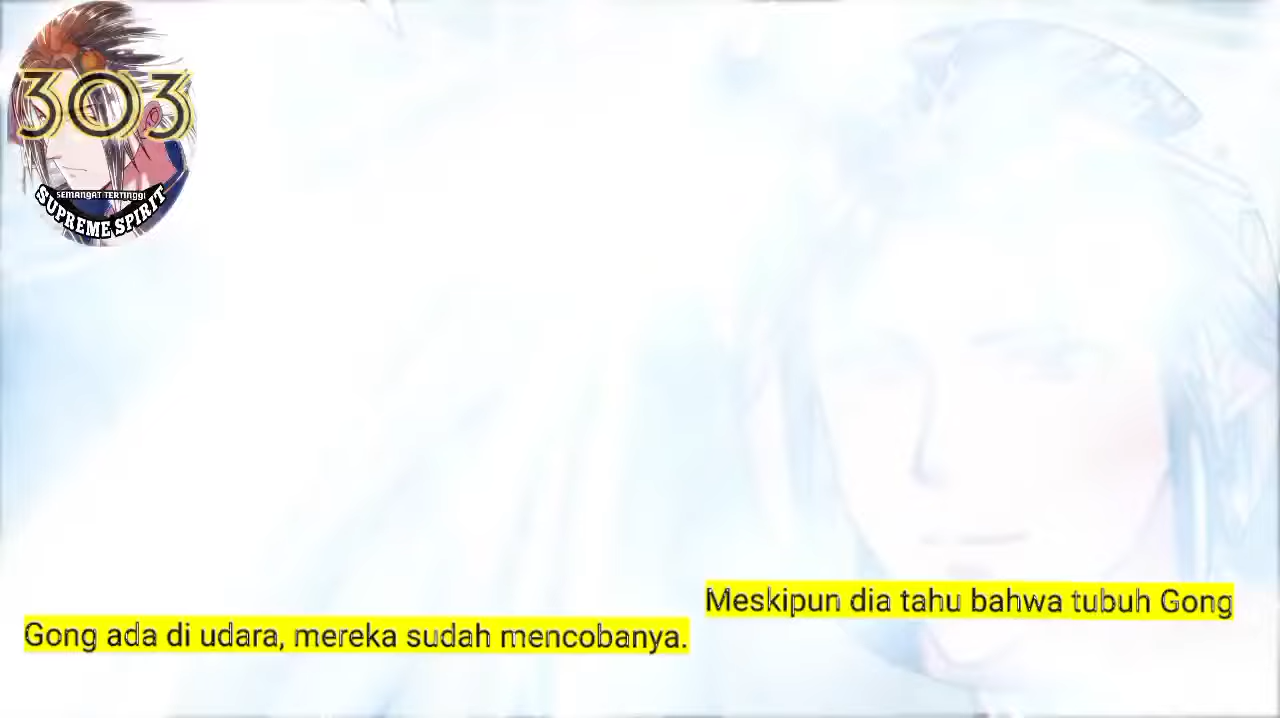 303
SEMANGAT TERTINGGI
SUPREME SPIRIT
Meskipun dia tahu bahwa tubuh Gong
Gong ada di udara, mereka sudah mencobanya.